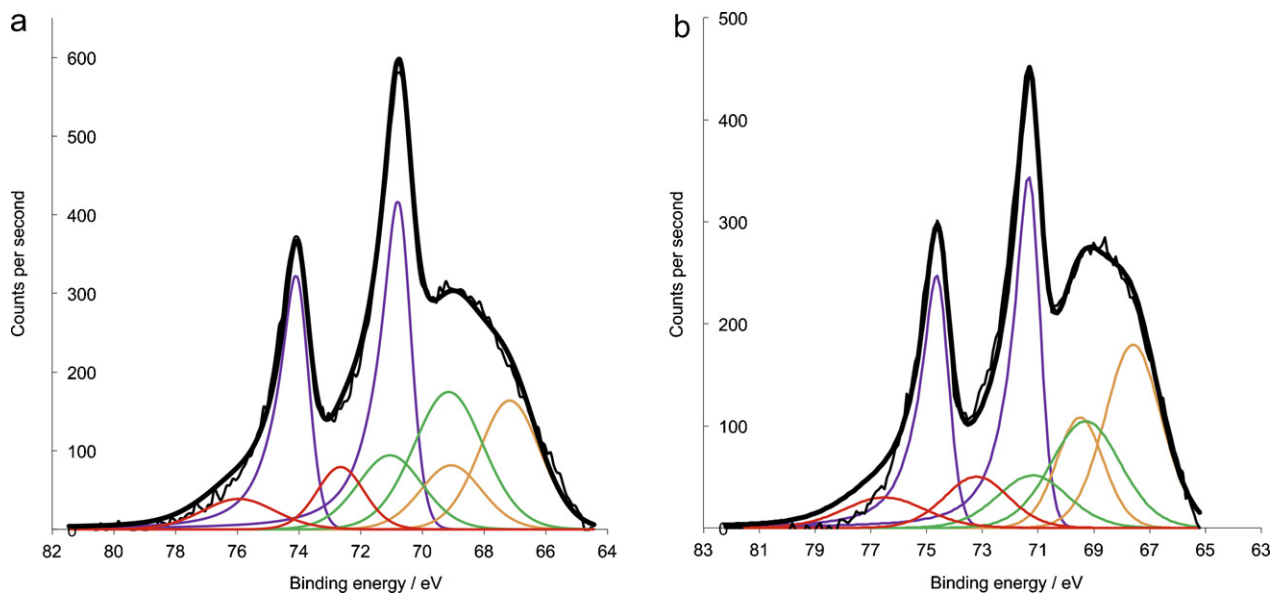 a
600
500
400
300
200
100
0
Counts per second
82 80 78 76 74 72 70 68 66 64
Binding energy / eV
b
500
400
300
200
100
0
Counts per second
83 81 79 77 75 73 71 69 67 65 63
Binding energy / eV